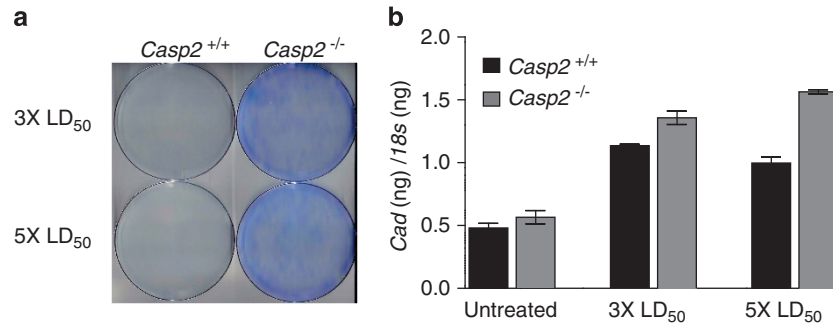 a
Casp2 +/+ Casp2 -/-
3X LD50
5X LD50
b
Cad (ng) /18s (ng)
2.0
1.5
1.0
0.5
0.0
Casp2 +/+
Casp2 -/-
Untreated 3X LD50 5X LD50